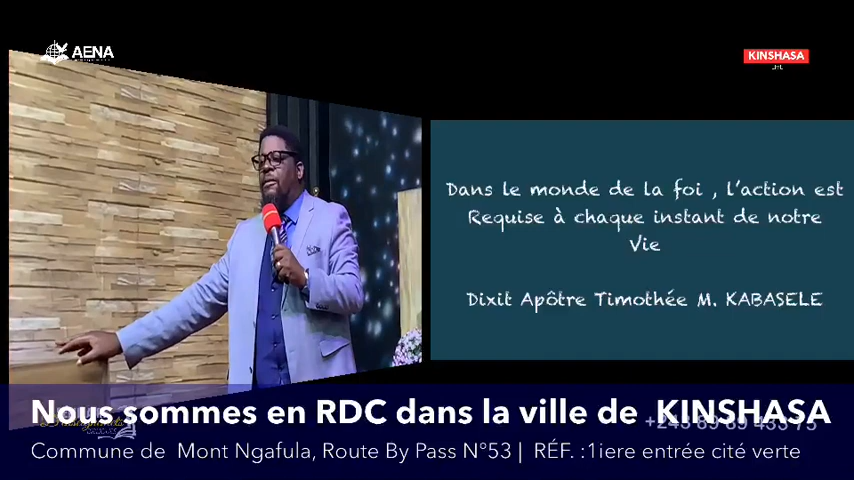 AENA
KINSHASA
Dans le monde de la foi , l'action est
Requise à chaque instant de notre
Vie
Dixit Apôtre Timothée M. KABASELE
Nous sommes en RDC dans la ville de KINSHASA
Commune de Mont Ngafula, Route By Pass N°53 | RÉF. :1iere entrée cité verte